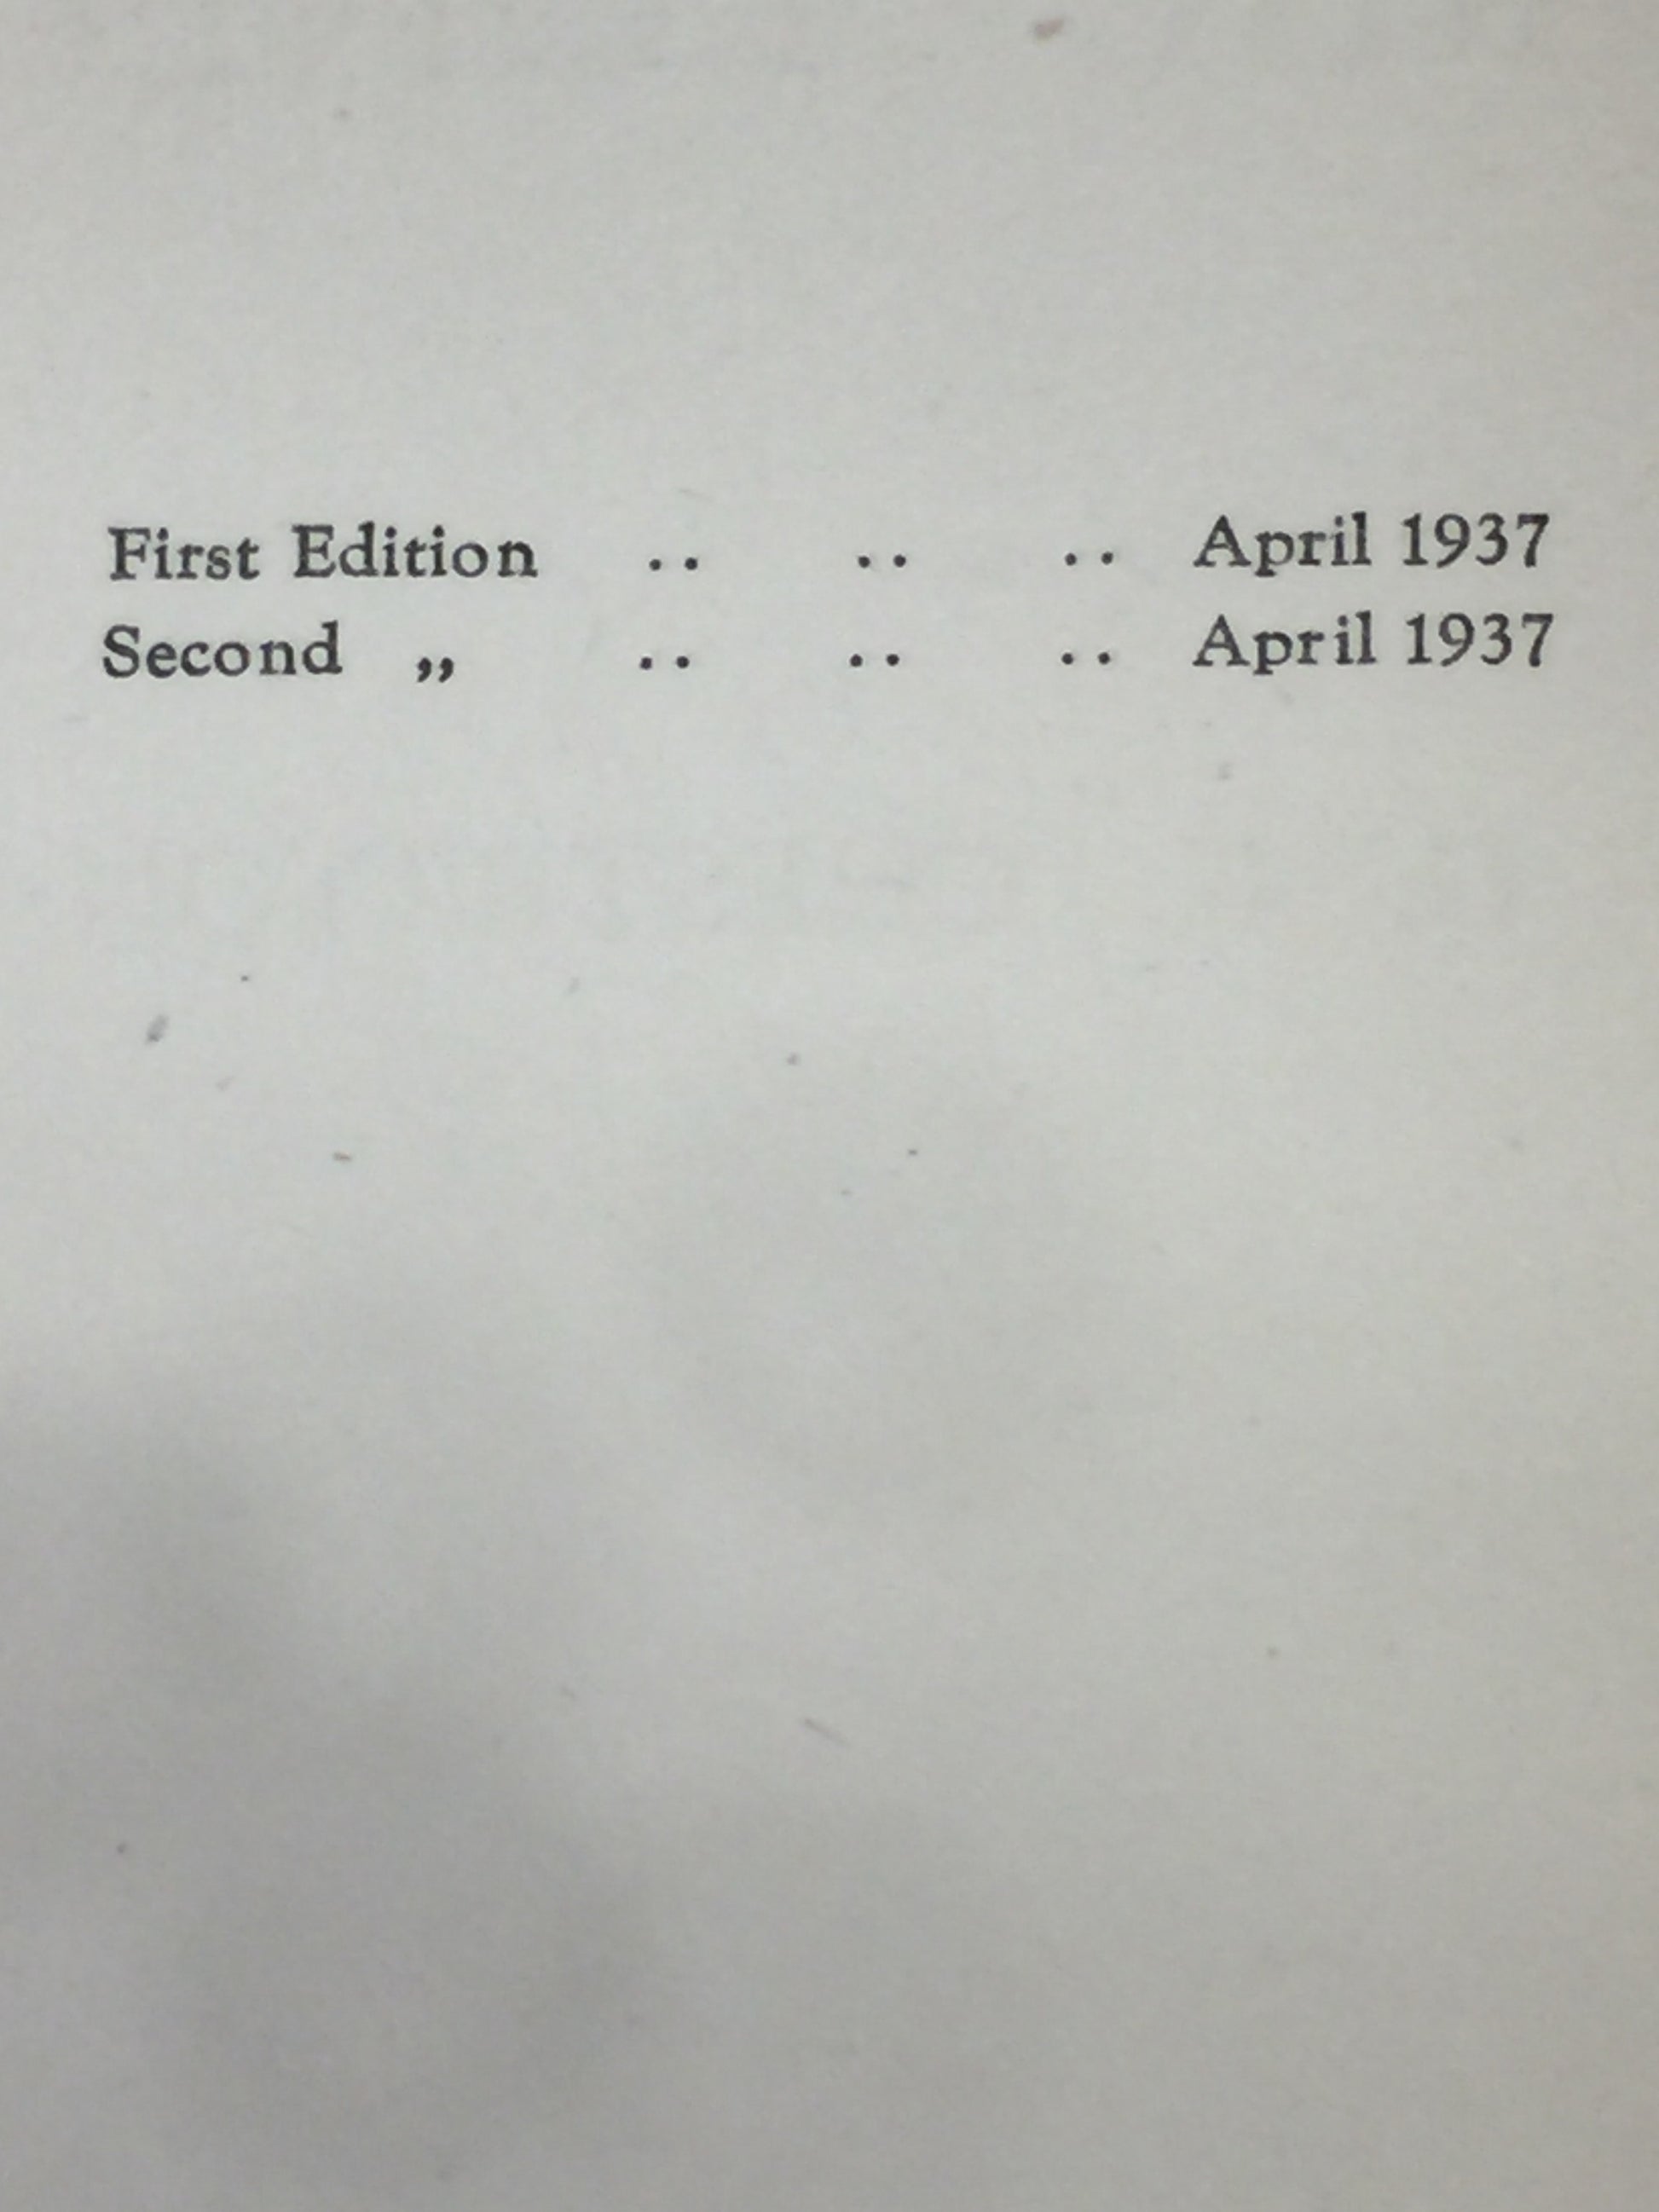 First Edition .. .. .. April 1937
Second „ .. .. .. April 1937